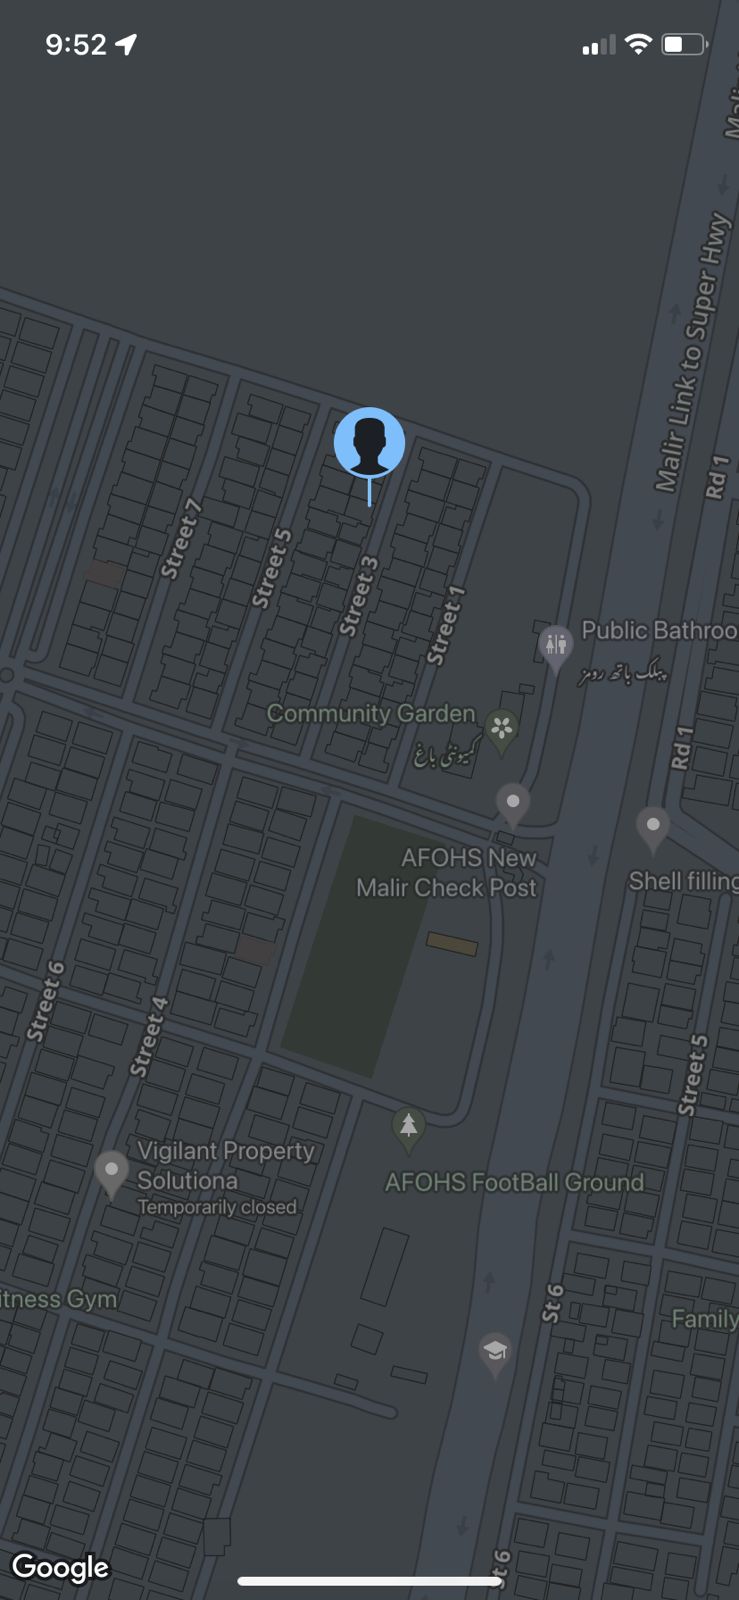 9:52
Malir Link to Super Hwy
Rd 1
Street 7
Street 5
Street 3
Street 1
Public Bathroo
پبلک باتھ رومز
Community Garden
کمیونٹی باغ
Rd 1
AFOHS New
Malir Check Post
Shell filling
Street 6
Street 4
Street 5
Vigilant Property
Solutiona
Temporarily closed
AFOHS FootBall Ground
itness Gym
St 6
Family
St 6
Google